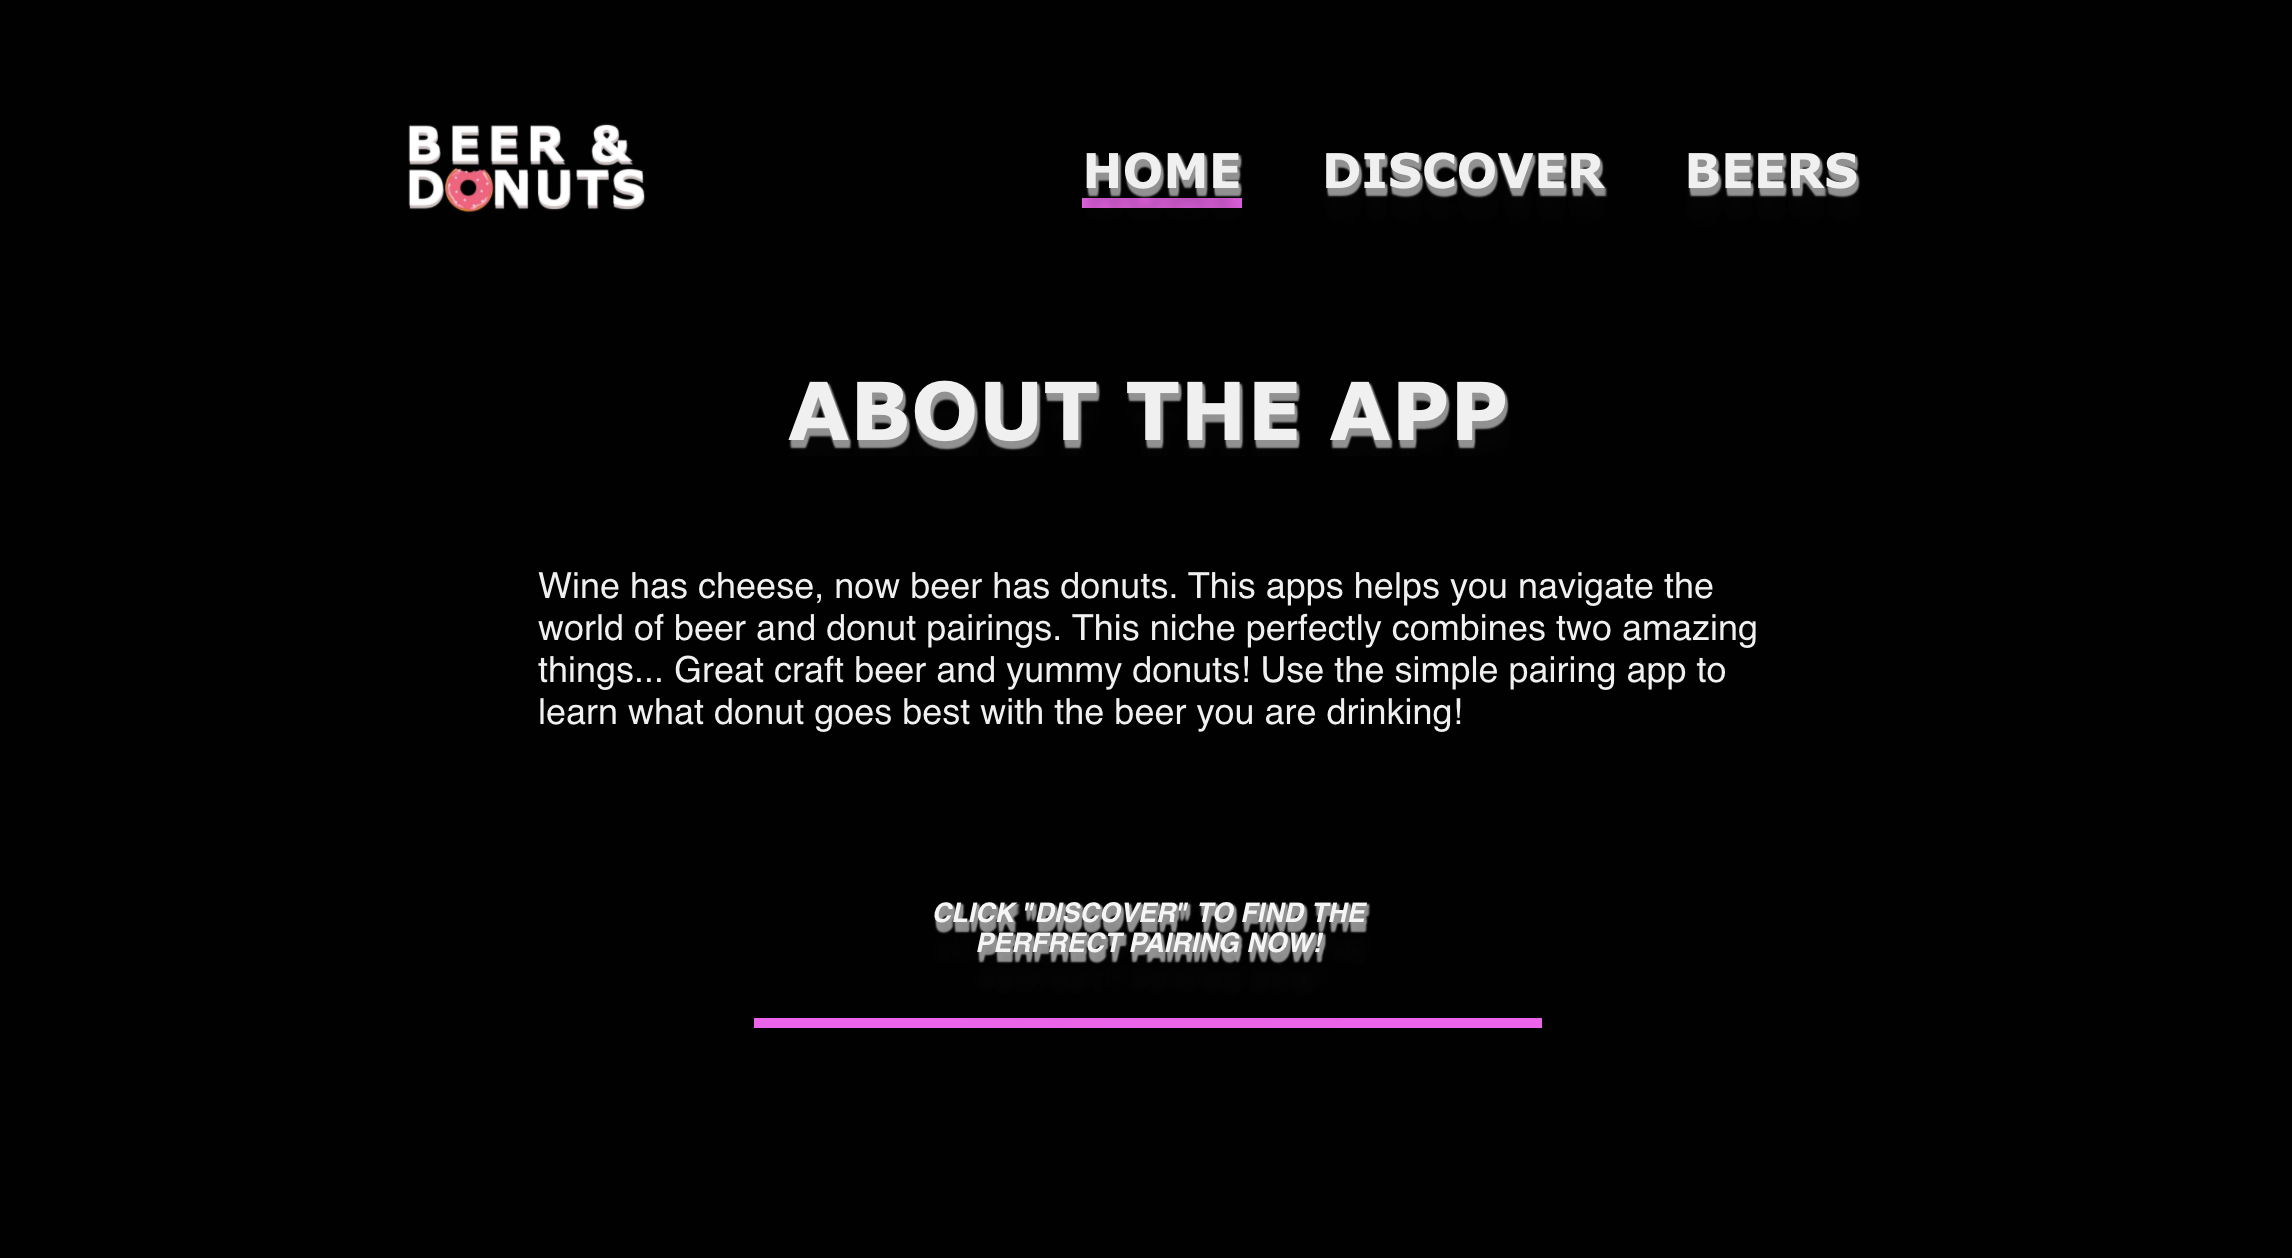 BEER &
DONUTS
HOME DISCOVER BEERS
ABOUT THE APP
Wine has cheese, now beer has donuts. This apps helps you navigate the
world of beer and donut pairings. This niche perfectly combines two amazing
things... Great craft beer and yummy donuts! Use the simple pairing app to
learn what donut goes best with the beer you are drinking!
CLICK "DISCOVER" TO FIND THE
PERFRECT PAIRING NOW!